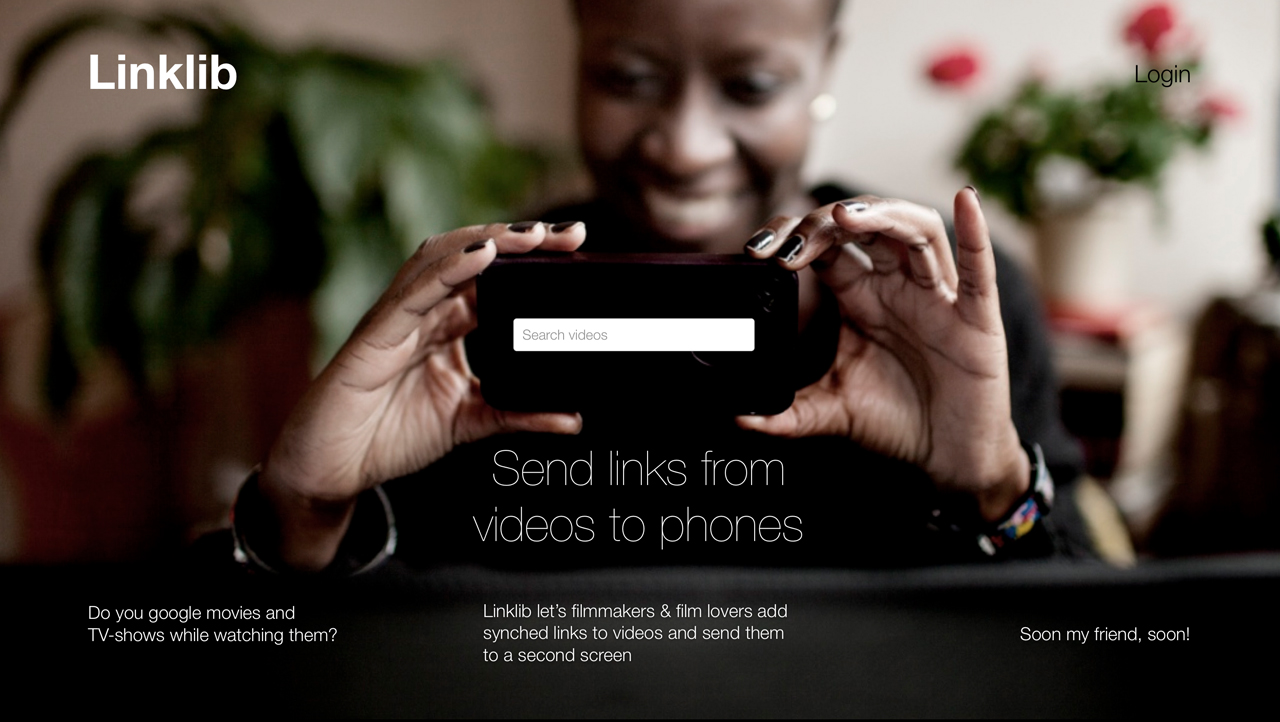 Linklib
Login
Search videos
Send links from
videos to phones
Do you google movies and
TV-shows while watching them?
Linklib let's filmmakers & film lovers add
synched links to videos and send them
to a second screen
Soon my friend, soon!